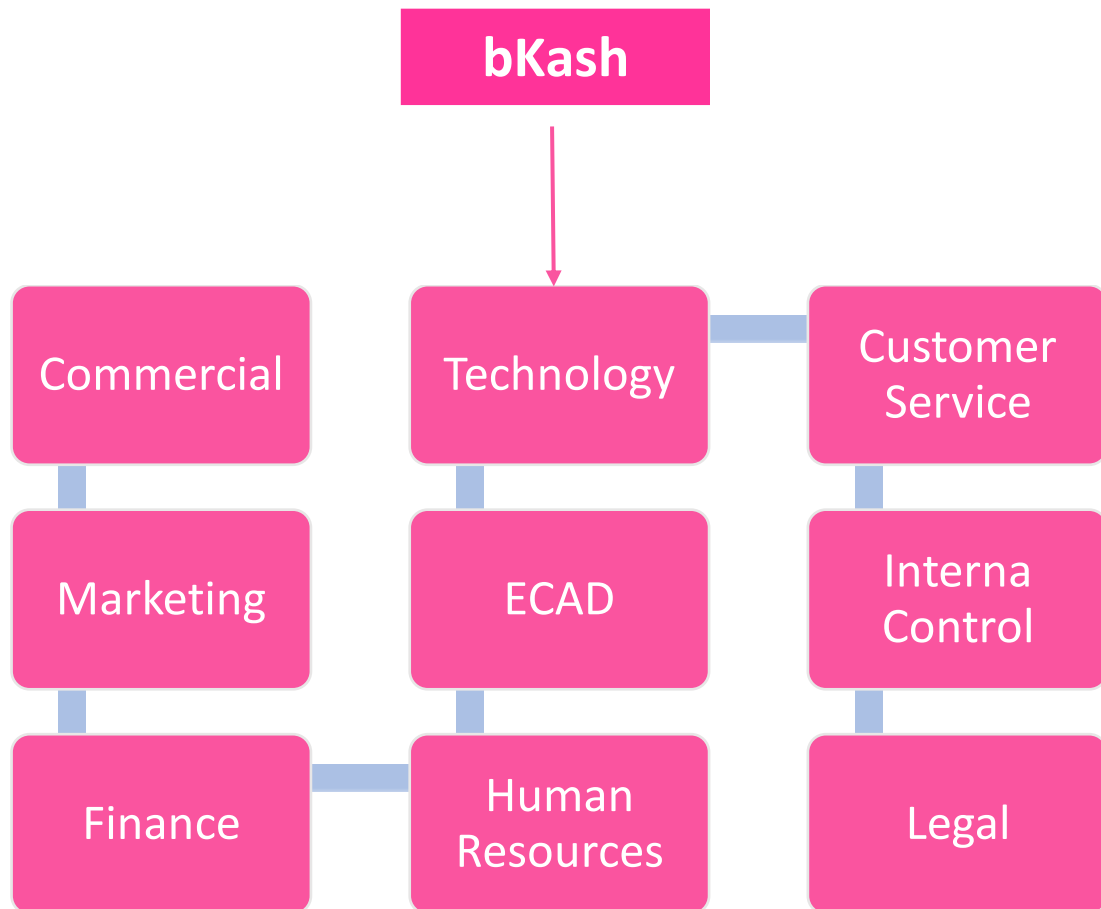 bKash
Commercial
Technology
Customer
Service
Marketing
ECAD
Interna
Control
Finance
Human
Resources
Legal